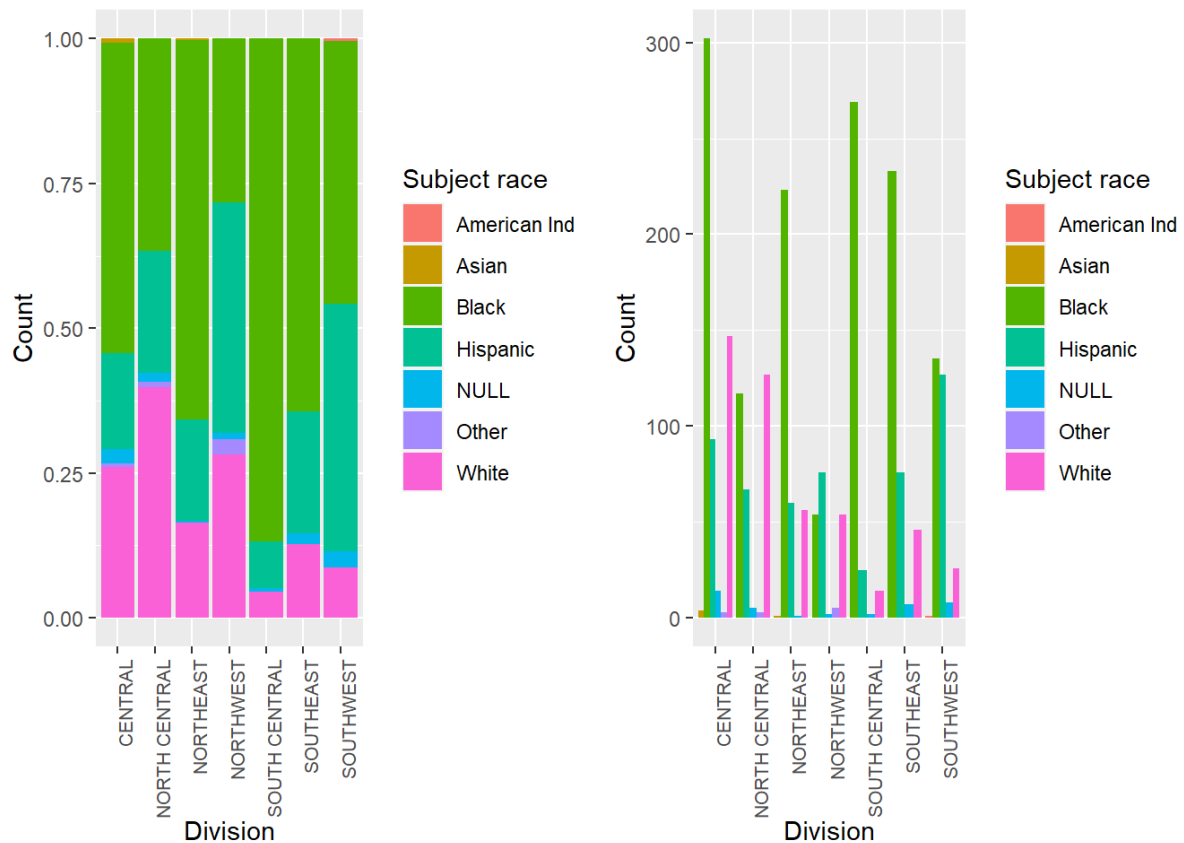 1.00
0.75
0.50
0.25
0.00
Count
CENTRAL
NORTH CENTRAL
NORTHEAST
NORTHWEST
SOUTH CENTRAL
SOUTHEAST
SOUTHWEST
Division
Subject race
American Ind
Asian
Black
Hispanic
NULL
Other
White
300
200
100
0
Count
CENTRAL
NORTH CENTRAL
NORTHEAST
NORTHWEST
SOUTH CENTRAL
SOUTHEAST
SOUTHWEST
Division
Subject race
American Ind
Asian
Black
Hispanic
NULL
Other
White